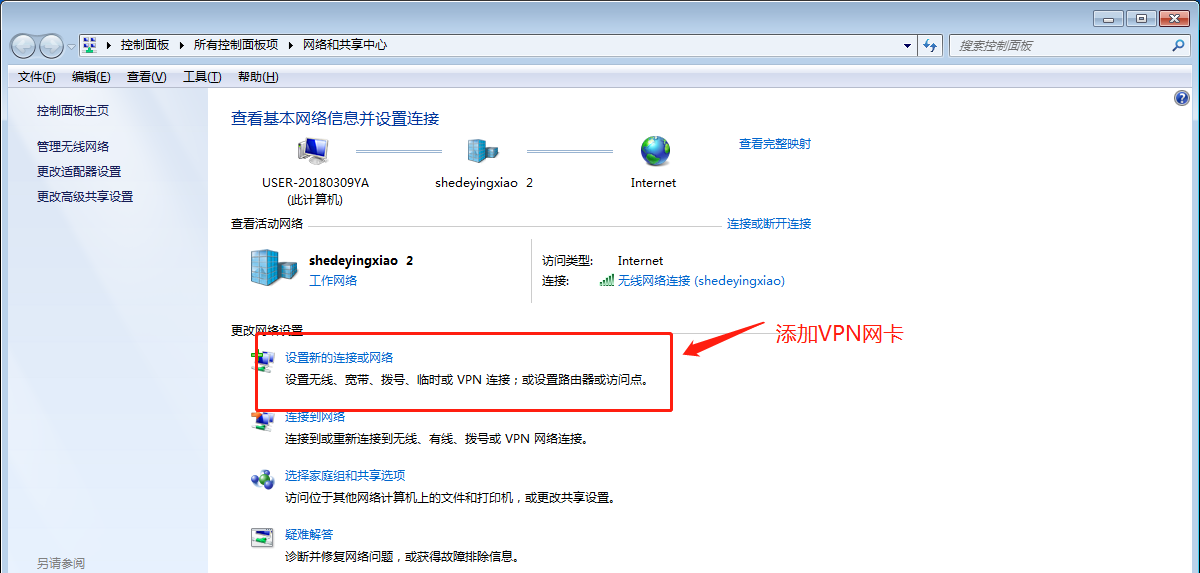 控制面板 所有控制面板项 网络和共享中心
搜索控制面板
文件(F) 编辑(E) 查看(V) 工具(T) 帮助(H)
控制面板主页
管理无线网络
更改适配器设置
更改高级共享设置
另请参阅
查看基本网络信息并设置连接
查看完整映射
USER-20180309YA
(此计算机)
shedeyingxiao 2
Internet
查看活动网络
连接或断开连接
shedeyingxiao 2
工作网络
访问类型: Internet
连接: 无线网络连接 (shedeyingxiao)
更改网络设置
添加VPN网卡
设置新的连接或网络
设置无线、宽带、拨号、临时或 VPN 连接；或设置路由器或访问点。
连接到网络
连接到或重新连接到无线、有线、拨号或 VPN 网络连接。
选择家庭组和共享选项
访问位于其他网络计算机上的文件和打印机，或更改共享设置。
疑难解答
诊断并修复网络问题，或获得故障排除信息。